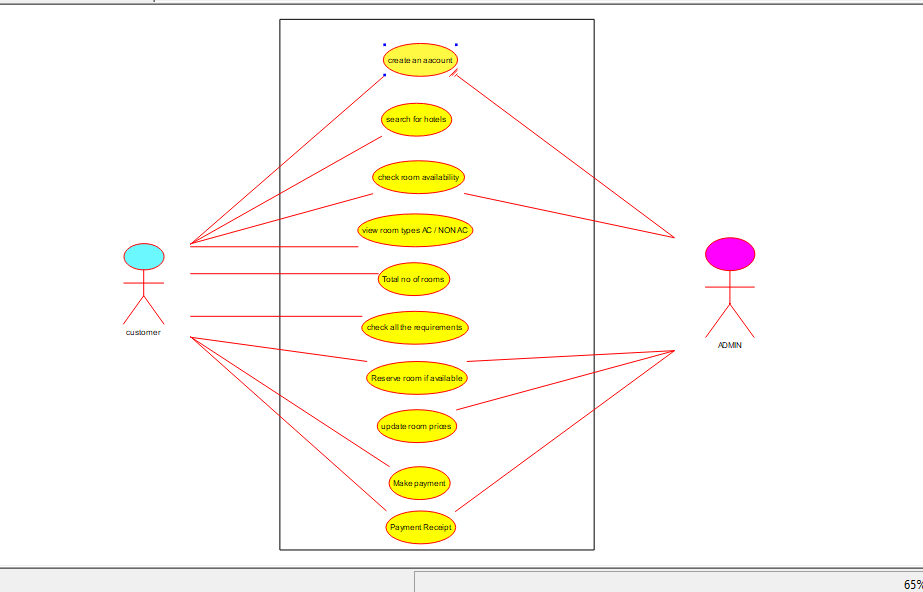 create an aacount
search for hotels
check room availability
view room types AC / NON AC
Total no of rooms
customer
check all the requirements
ADMIN
Reserve room if available
update room prices
Make payment
Payment Receipt
65%